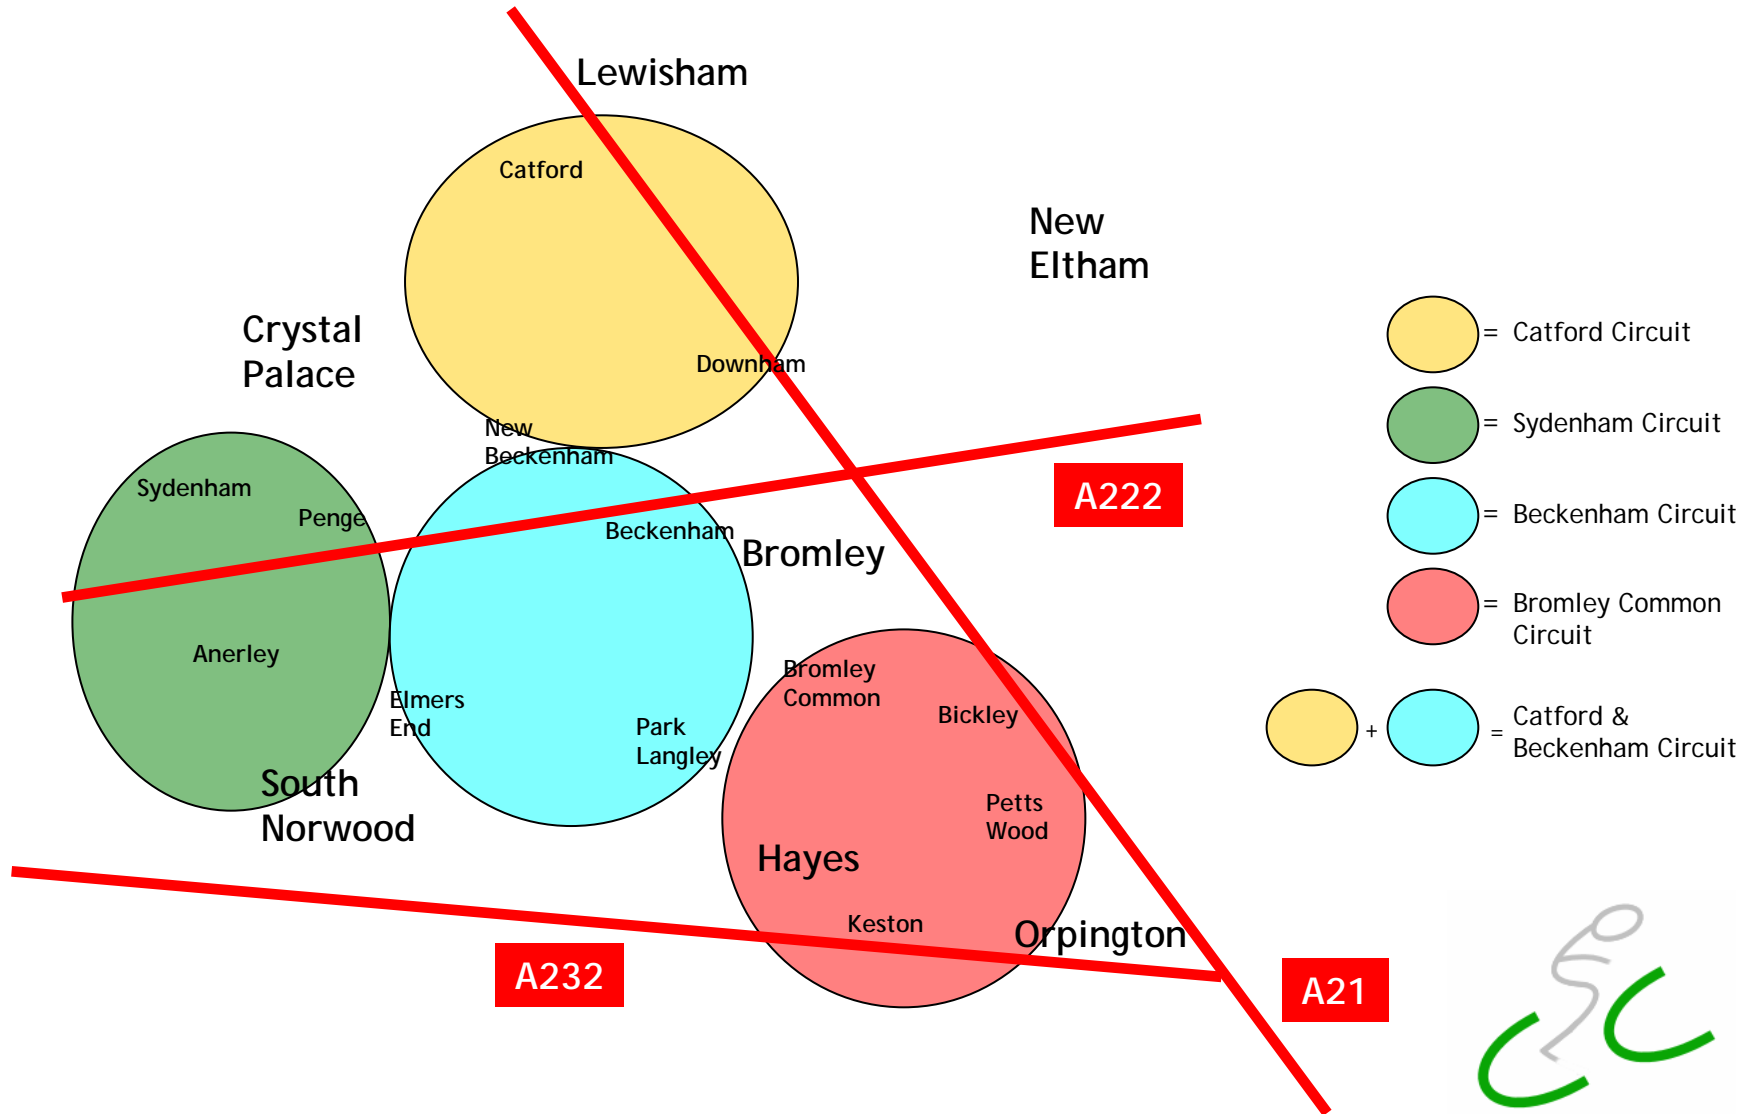 Lewisham
Catford
New
Eltham
Crystal
Palace
Downham
New
Beckenham
Sydenham
Penge
Beckenham
Bromley
A222
Anerley
Elmers
End
Park
Langley
Bromley
Common
Bickley
South
Norwood
Petts
Wood
Hayes
Keston
Orpington
A232
A21
= Catford Circuit
= Sydenham Circuit
= Beckenham Circuit
= Bromley Common
Circuit
+ = Catford &
Beckenham Circuit